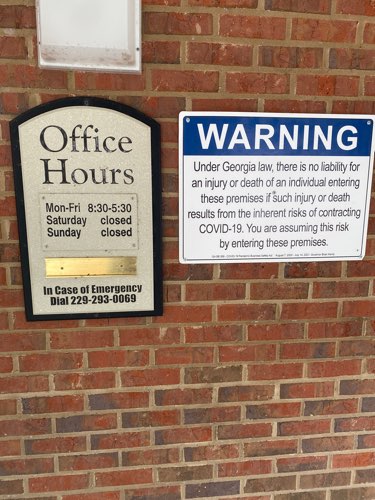 Office
Hours
Mon-Fri 8:30-5:30
Saturday closed
Sunday closed
In Case of Emergency
Dial 229-293-0069
WARNING
Under Georgia law, there is no liability for
an injury or death of an individual entering
these premises if such injury or death
results from the inherent risks of contracting
COVID-19. You are assuming this risk
by entering these premises.